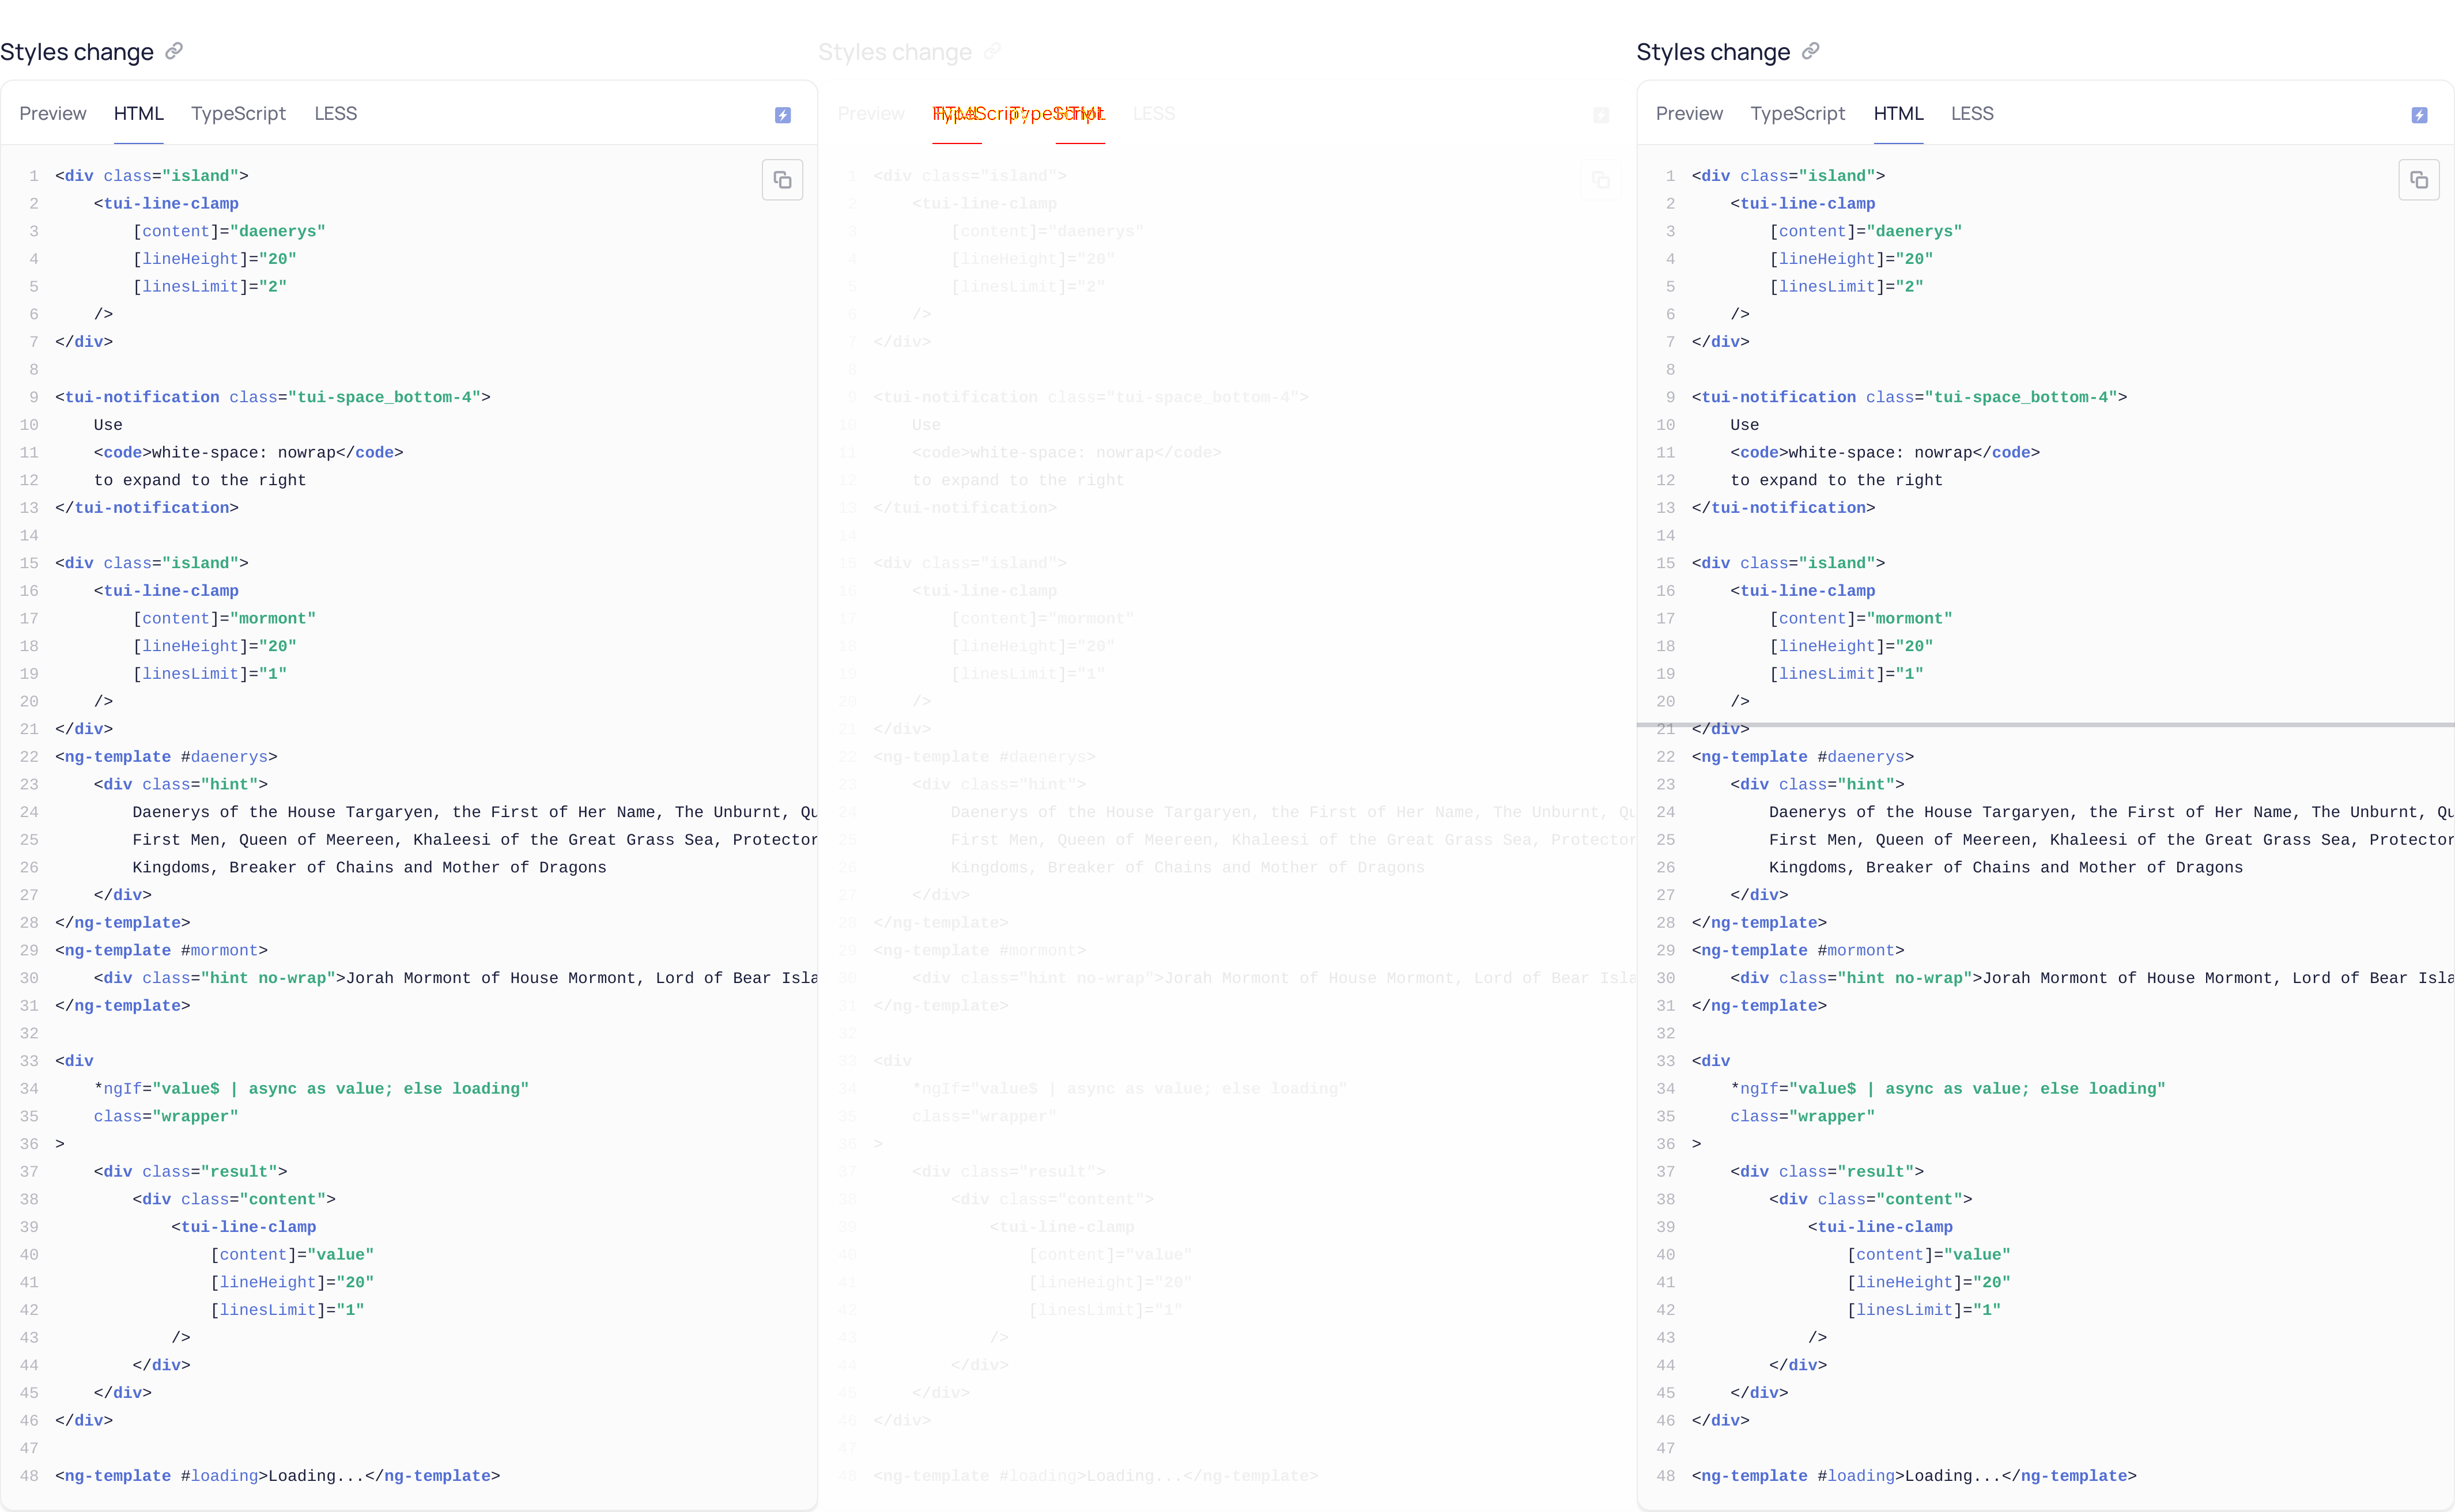 Styles change
Preview HTML TypeScript LESS
1 <div class="island">
2     <tui-line-clamp
3         [content]="daenerys"
4         [lineHeight]="20"
5         [linesLimit]="2"
6     />
7 </div>
8
9 <tui-notification class="tui-space_bottom-4">
10     Use
11     <code>white-space: nowrap</code>
12     to expand to the right
13 </tui-notification>
14
15 <div class="island">
16     <tui-line-clamp
17         [content]="mormont"
18         [lineHeight]="20"
19         [linesLimit]="1"
20     />
21 </div>
22 <ng-template #daenerys>
23     <div class="hint">
24         Daenerys of the House Targaryen, the First of Her Name, The Unburnt, Qu
25         First Men, Queen of Meereen, Khaleesi of the Great Grass Sea, Protector
26         Kingdoms, Breaker of Chains and Mother of Dragons
27     </div>
28 </ng-template>
29 <ng-template #mormont>
30     <div class="hint no-wrap">Jorah Mormont of House Mormont, Lord of Bear Isla
31 </ng-template>
32
33 <div
34     *ngIf="value$ | async as value; else loading"
35     class="wrapper"
36 >
37     <div class="result">
38         <div class="content">
39             <tui-line-clamp
40                 [content]="value"
41                 [lineHeight]="20"
42                 [linesLimit]="1"
43             />
44         </div>
45     </div>
46 </div>
47
48 <ng-template #loading>Loading...</ng-template>
Styles change
Preview LESS
1 <div class="island">
2     <tui-line-clamp
3         [content]="daenerys"
4         [lineHeight]="20"
5         [linesLimit]="2"
6     />
7 </div>
8
9 <tui-notification class="tui-space_bottom-4">
10     Use
11     <code>white-space: nowrap</code>
12     to expand to the right
13 </tui-notification>
14
15 <div class="island">
16     <tui-line-clamp
17         [content]="mormont"
18         [lineHeight]="20"
19         [linesLimit]="1"
20     />
21 </div>
22 <ng-template #daenerys>
23     <div class="hint">
24         Daenerys of the House Targaryen, the First of Her Name, The Unburnt, Qu
25         First Men, Queen of Meereen, Khaleesi of the Great Grass Sea, Protector
26         Kingdoms, Breaker of Chains and Mother of Dragons
27     </div>
28 </ng-template>
29 <ng-template #mormont>
30     <div class="hint no-wrap">Jorah Mormont of House Mormont, Lord of Bear Isla
31 </ng-template>
32
33 <div
34     *ngIf="value$ | async as value; else loading"
35     class="wrapper"
36 >
37     <div class="result">
38         <div class="content">
39             <tui-line-clamp
40                 [content]="value"
41                 [lineHeight]="20"
42                 [linesLimit]="1"
43             />
44         </div>
45     </div>
46 </div>
47
48 <ng-template #loading>Loading...</ng-template>
Styles change
Preview TypeScript HTML LESS
1 <div class="island">
2     <tui-line-clamp
3         [content]="daenerys"
4         [lineHeight]="20"
5         [linesLimit]="2"
6     />
7 </div>
8
9 <tui-notification class="tui-space_bottom-4">
10     Use
11     <code>white-space: nowrap</code>
12     to expand to the right
13 </tui-notification>
14
15 <div class="island">
16     <tui-line-clamp
17         [content]="mormont"
18         [lineHeight]="20"
19         [linesLimit]="1"
20     />
21 </div>
22 <ng-template #daenerys>
23     <div class="hint">
24         Daenerys of the House Targaryen, the First of Her Name, The Unburnt, Qu
25         First Men, Queen of Meereen, Khaleesi of the Great Grass Sea, Protector
26         Kingdoms, Breaker of Chains and Mother of Dragons
27     </div>
28 </ng-template>
29 <ng-template #mormont>
30     <div class="hint no-wrap">Jorah Mormont of House Mormont, Lord of Bear Isla
31 </ng-template>
32
33 <div
34     *ngIf="value$ | async as value; else loading"
35     class="wrapper"
36 >
37     <div class="result">
38         <div class="content">
39             <tui-line-clamp
40                 [content]="value"
41                 [lineHeight]="20"
42                 [linesLimit]="1"
43             />
44         </div>
45     </div>
46 </div>
47
48 <ng-template #loading>Loading...</ng-template>